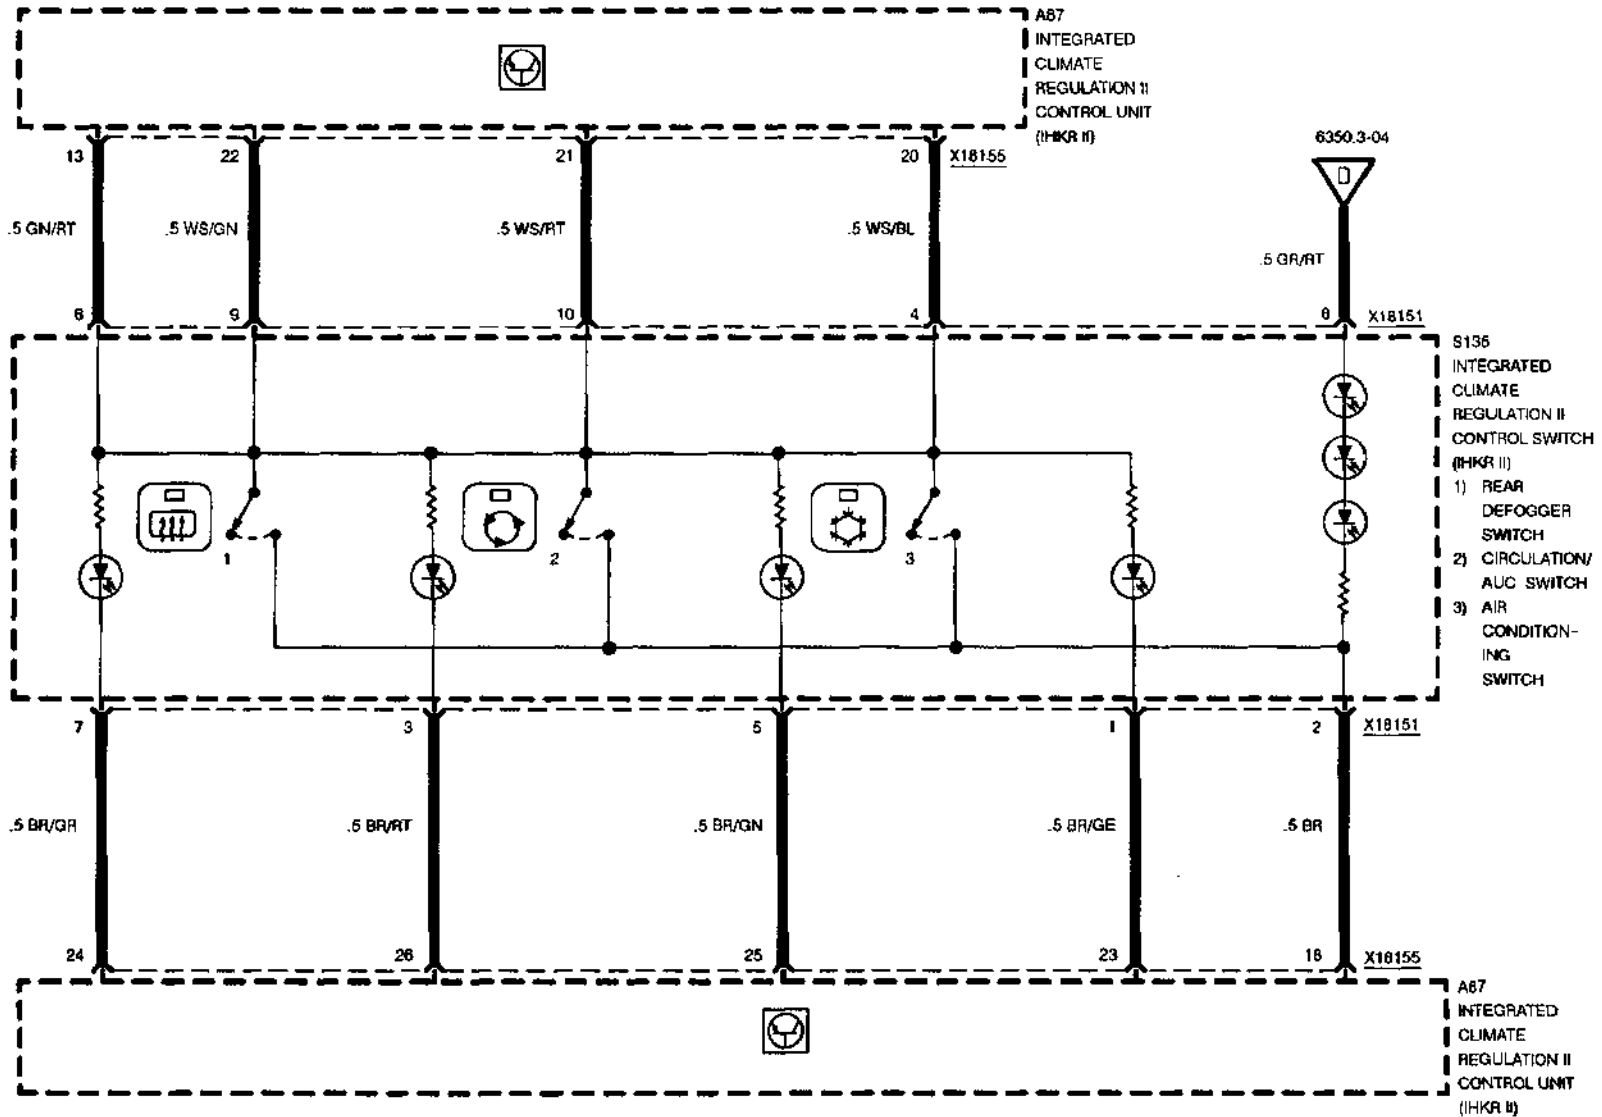 A67
INTEGRATED
CLIMATE
REGULATION II
CONTROL UNIT
(IHKR II)
13 22 21 20 X18155
6350.3-04
D
.5 GN/RT .5 WS/GN .5 WS/RT .5 WS/BL
.5 GR/RT
6 9 10 4 8 X18151
S136
INTEGRATED
CLIMATE
REGULATION II
CONTROL SWITCH
(IHKR II)
1) REAR
DEFOGGER
SWITCH
2) CIRCULATION/
AUC SWITCH
3) AIR
CONDITION-
ING
SWITCH
1 2 3
7 3 5 1 2 X18151
.5 BR/GR .5 BR/RT .5 BR/GN .5 BR/GE .5 BR
24 26 25 23 18 X18155
A67
INTEGRATED
CLIMATE
REGULATION II
CONTROL UNIT
(IHKR II)